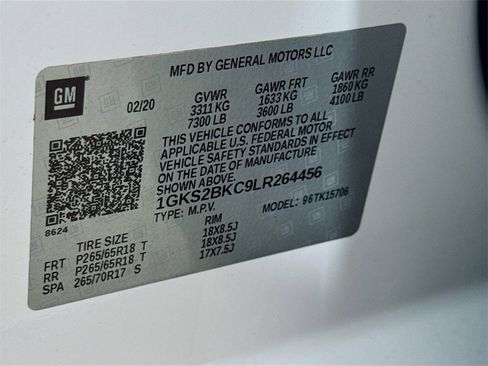 MFD BY GENERAL MOTORS LLC
GM
02/20 GVWR GAWR FRT GAWR RR
3311 KG 1633 KG 1860 KG
7300 LB 3600 LB 4100 LB
THIS VEHICLE CONFORMS TO ALL
APPLICABLE U.S. FEDERAL MOTOR
VEHICLE SAFETY STANDARDS IN EFFECT
ON THE DATE OF MANUFACTURE
SHOWN ABOVE.
1GKS2BKC9LR264456
TYPE: M.P.V. MODEL: 96TK15706
8624
TIRE SIZE RIM
FRT P265/65R18 T 18X8.5J
RR P265/65R18 T 18X8.5J
SPA 265/70R17 S 17X7.5J